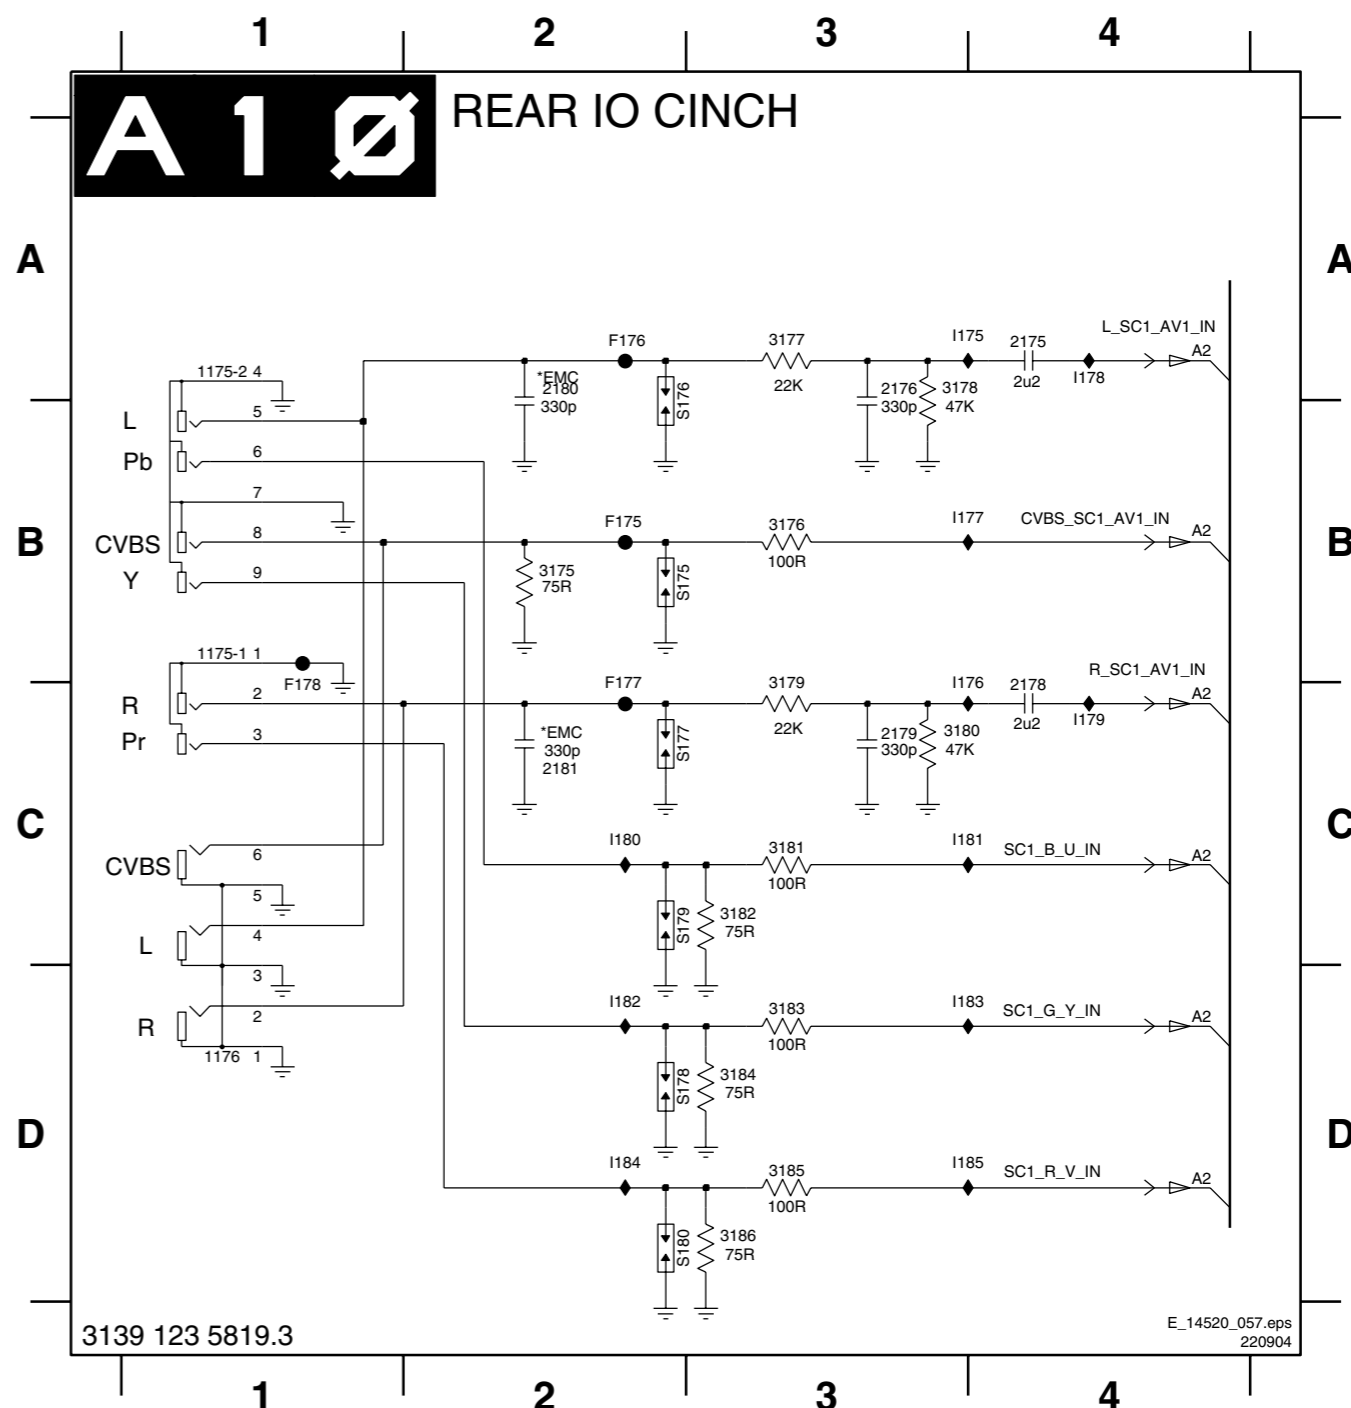 1 2 3 4
A 1 0 REAR IO CINCH
A A
L_SC1_AV1_IN
F176 3177 I175 2175 A2
1175-2 4 *EMC 2180 330p S176 22K 2176 330p 3178 47K 2u2 I178
L 5
Pb 6
7
F175 3176 I177 CVBS_SC1_AV1_IN A2
B CVBS 8 B
100R
Y 9 3175 75R S175
1175-1 1 R_SC1_AV1_IN
F178 F177 3179 I176 2178 A2
R 2
22K 2u2 I179
Pr 3 *EMC 330p 2181 S177 2179 330p 3180 47K
C C
I180 3181 I181 SC1_B_U_IN A2
CVBS 6
100R
5
L 4 S179 3182 75R
3
I182 3183 I183 SC1_G_Y_IN A2
R 2
100R
1176 1
S178 3184 75R
D D
I184 3185 I185 SC1_R_V_IN A2
100R
S180 3186 75R
3139 123 5819.3
E_14520_057.eps
220904
1 2 3 4